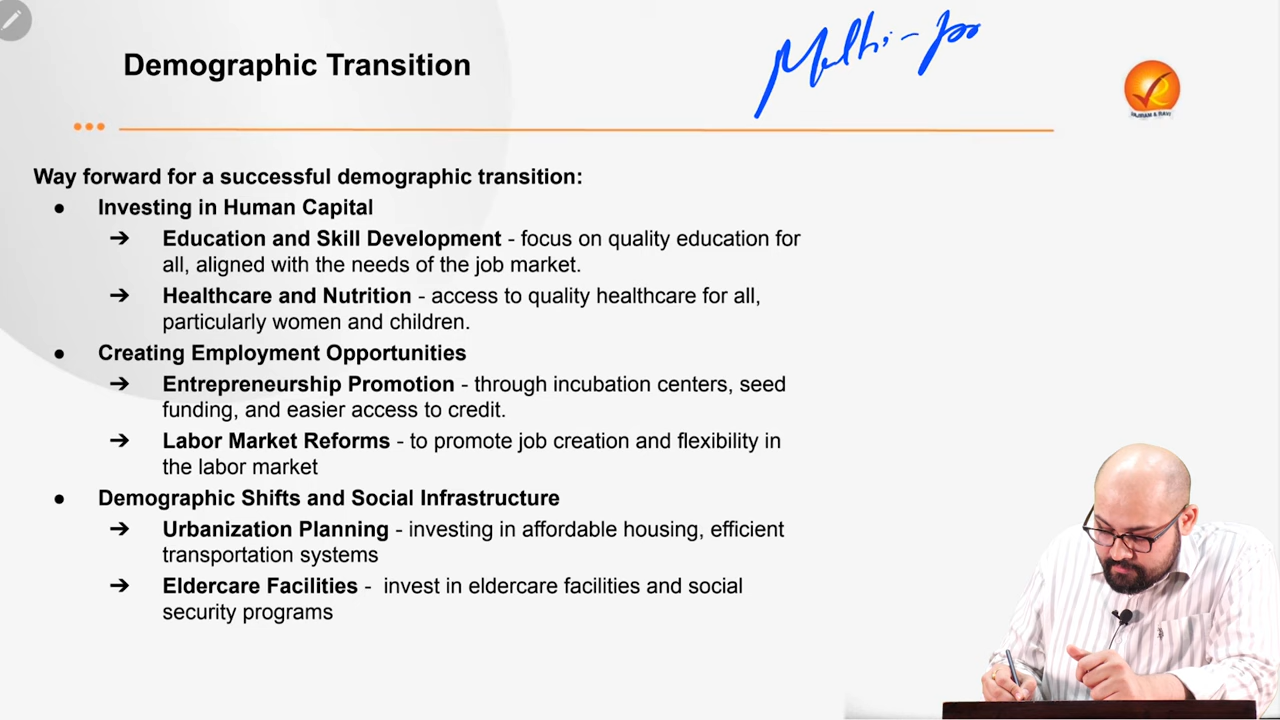 Demographic Transition
Multi-
VAJIRAM & RAVI
Way forward for a successful demographic transition:
● Investing in Human Capital
➔ Education and Skill Development - focus on quality education for
all, aligned with the needs of the job market.
➔ Healthcare and Nutrition - access to quality healthcare for all,
particularly women and children.
● Creating Employment Opportunities
➔ Entrepreneurship Promotion - through incubation centers, seed
funding, and easier access to credit.
➔ Labor Market Reforms - to promote job creation and flexibility in
the labor market
● Demographic Shifts and Social Infrastructure
➔ Urbanization Planning - investing in affordable housing, efficient
transportation systems
➔ Eldercare Facilities - invest in eldercare facilities and social
security programs